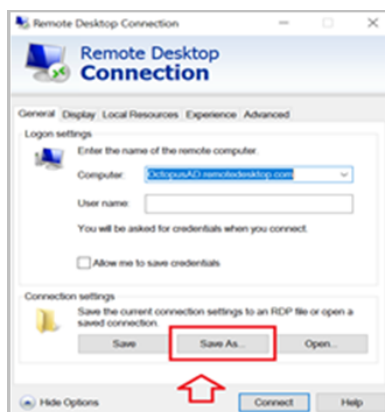 Remote Desktop Connection
Remote Desktop
Connection
General Display Local Resources Experience Advanced
Logon settings
Enter the name of the remote computer.
Computer: OctopusAD.remotedesktop.com
User name:
You will be asked for credentials when you connect.
Allow me to save credentials
Connection settings
Save the current connection settings to an RDP file or open a
saved connection.
Save Save As... Open...
Hide Options Connect Help